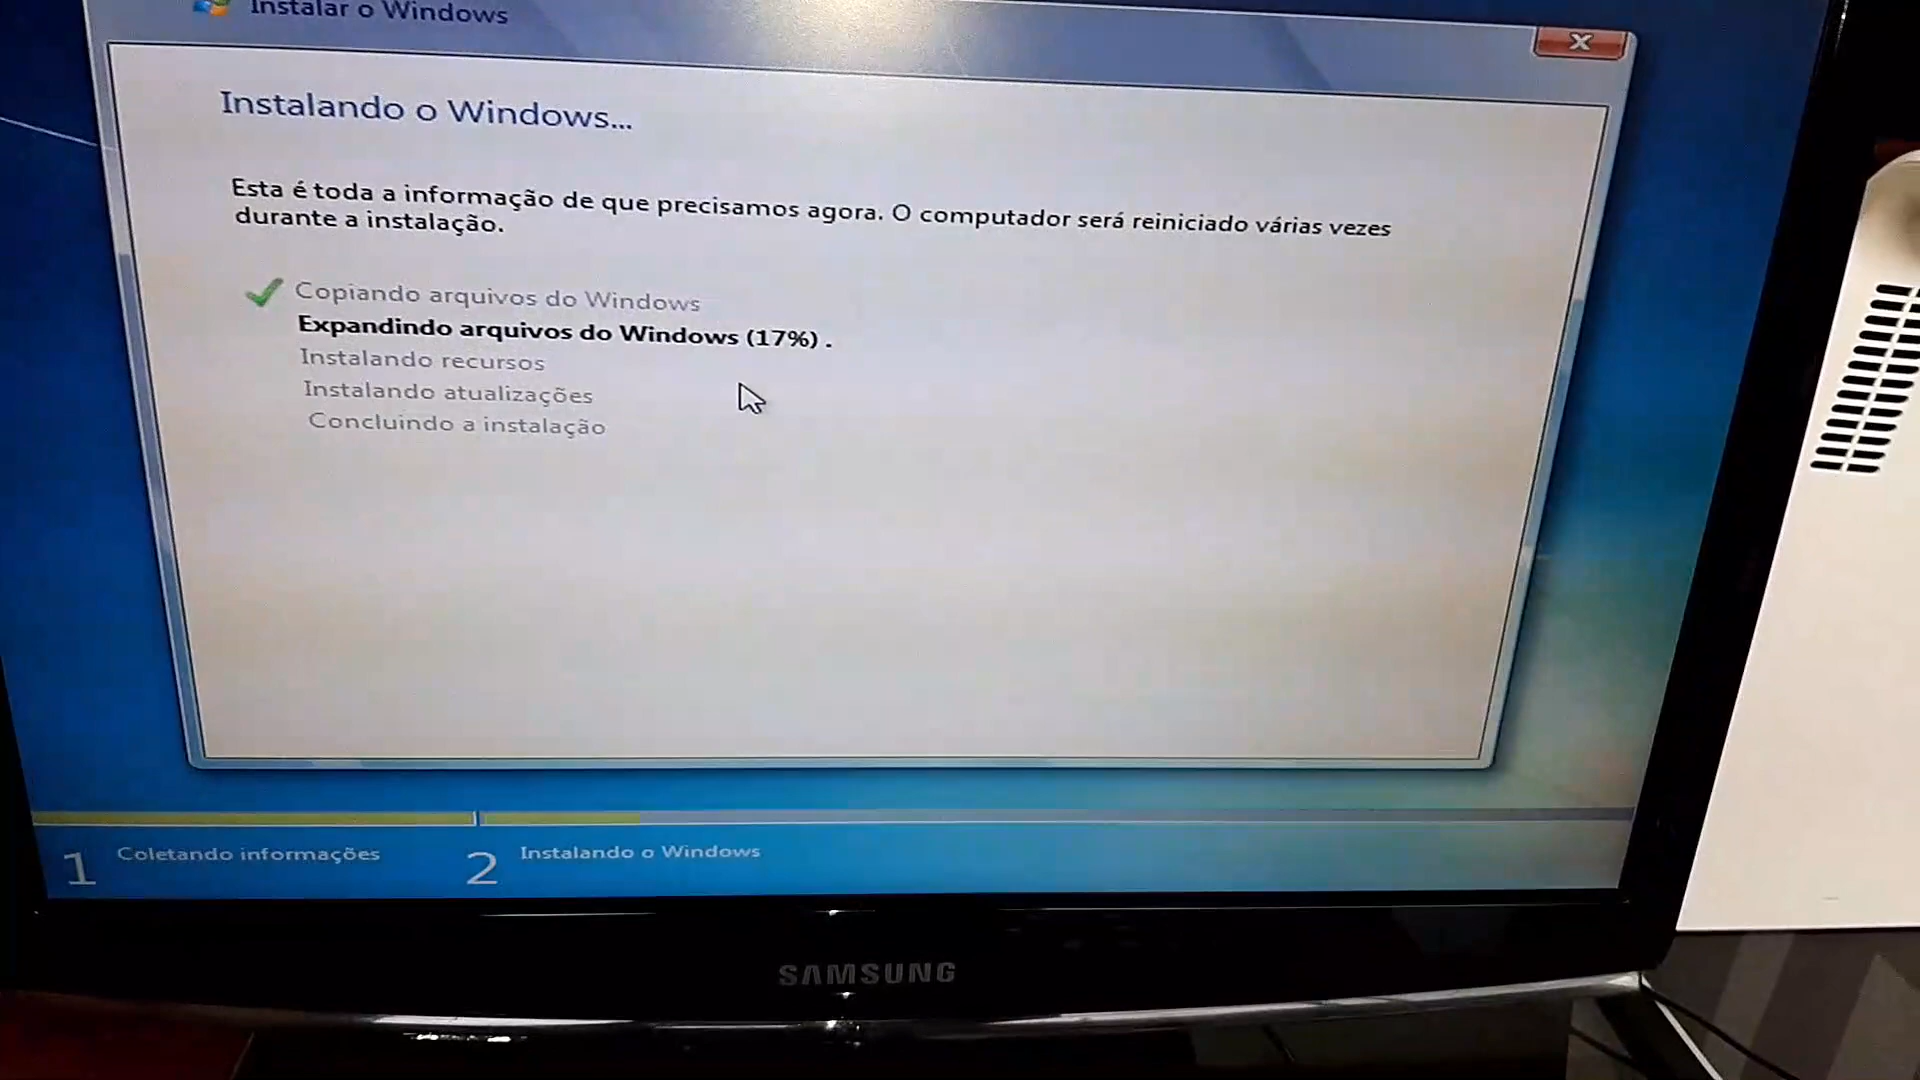 Instalar o Windows
Instalando o Windows...
Esta é toda a informação de que precisamos agora. O computador será reiniciado várias vezes
durante a instalação.
Copiando arquivos do Windows
Expandindo arquivos do Windows (17%) .
Instalando recursos
Instalando atualizações
Concluindo a instalação
1 Coletando informações
2 Instalando o Windows
SAMSUNG